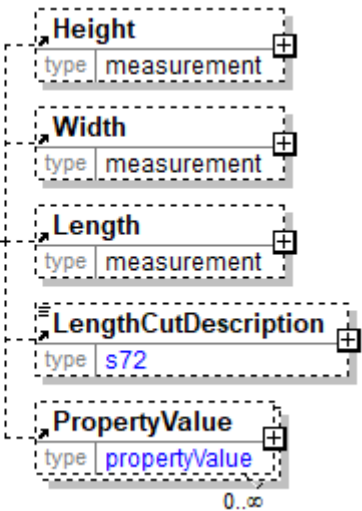 Height
type measurement
Width
type measurement
Length
type measurement
LengthCutDescription
type s72
PropertyValue
type propertyValue
0..∞